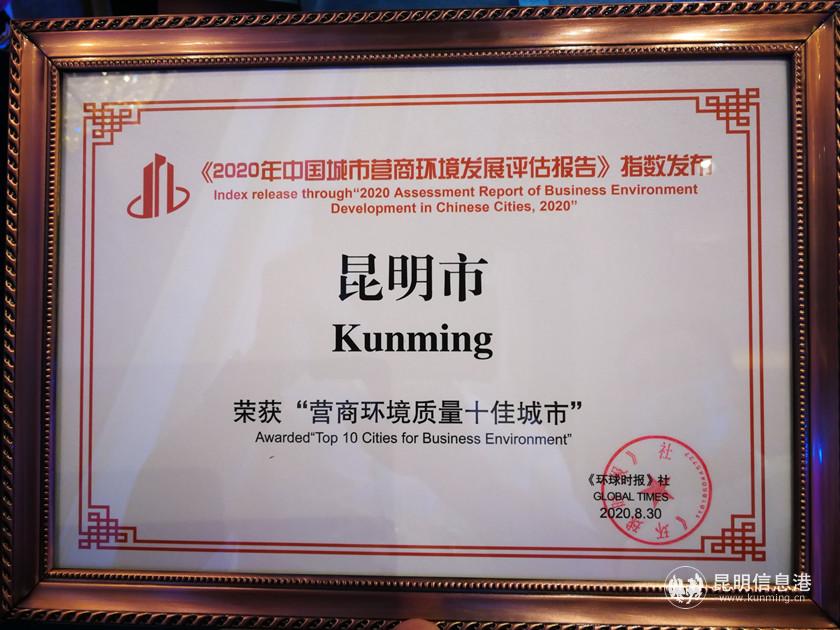 《2020年中国城市营商环境发展评估报告》指数发布
Index release through“2020 Assessment Report of Business Environment
Development in Chinese Cities, 2020”
昆明市
Kunming
荣获“营商环境质量十佳城市”
Awarded“Top 10 Cities for Business Environment”
《环球时报》社
GLOBAL TIMES
2020.8.30
昆明信息港
www.kunming.cn